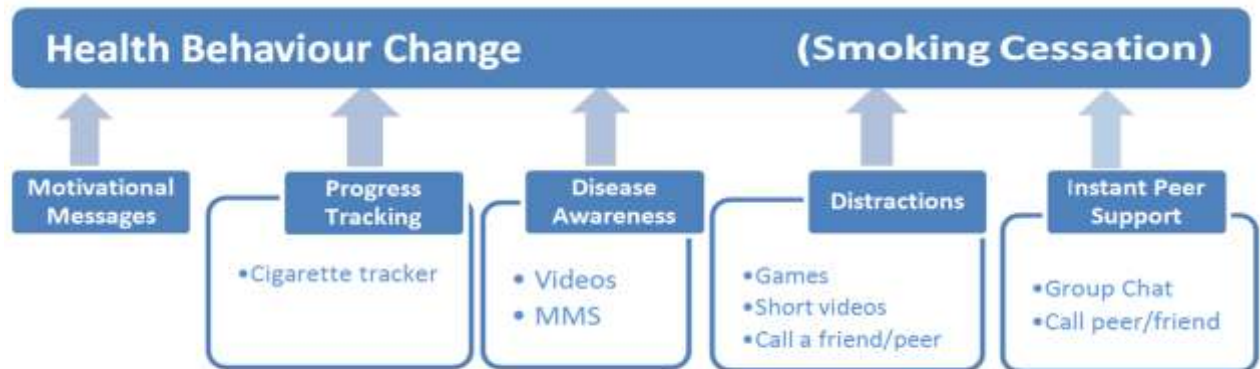 Health Behaviour Change (Smoking Cessation)
Motivational
Messages
Progress
Tracking
•Cigarette tracker
Disease
Awareness
• Videos
• MMS
Distractions
•Games
•Short videos
•Call a friend/peer
Instant Peer
Support
•Group Chat
•Call peer/friend